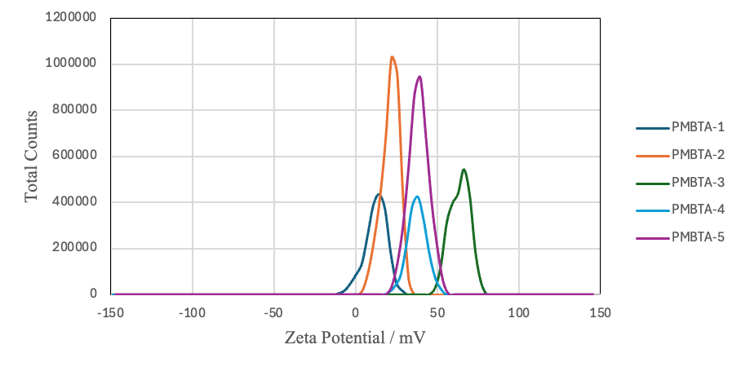 1200000
1000000
800000
600000
400000
200000
0
Total Counts
-150 -100 -50 0 50 100 150
Zeta Potential / mV
PMBTA-1
PMBTA-2
PMBTA-3
PMBTA-4
PMBTA-5